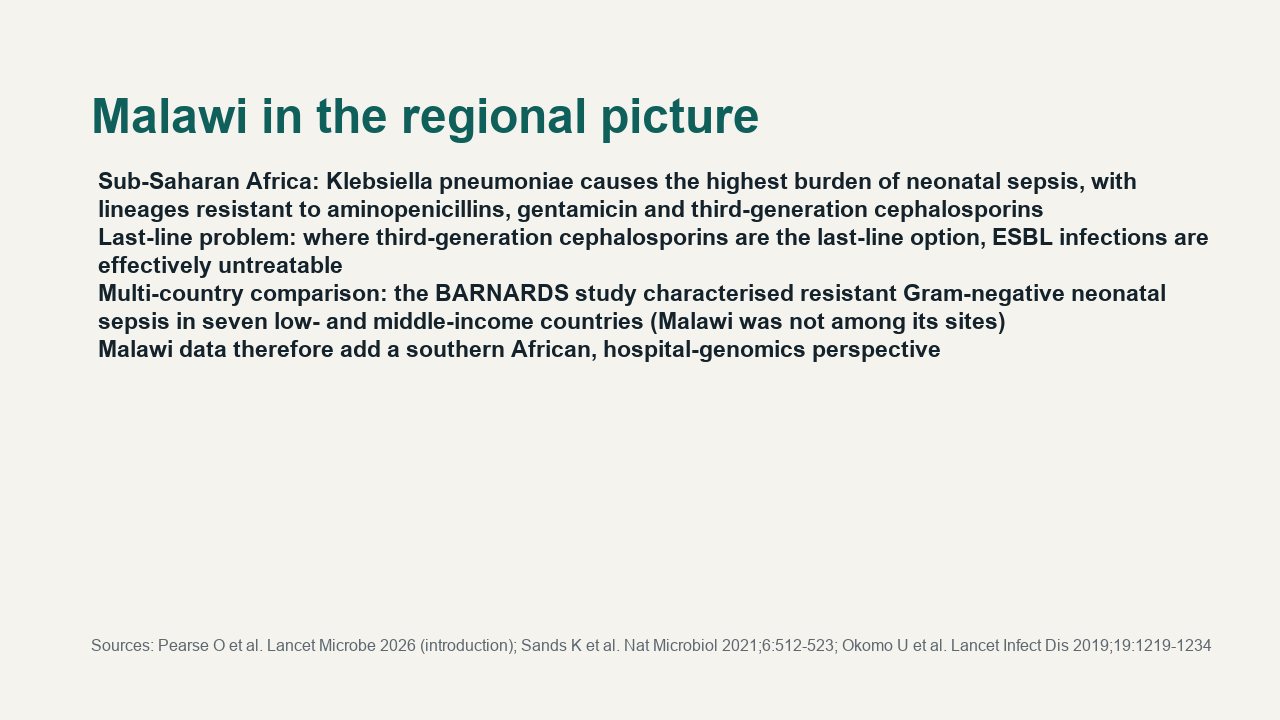 Malawi in the regional picture
Sub-Saharan Africa: Klebsiella pneumoniae causes the highest burden of neonatal sepsis, with
lineages resistant to aminopenicillins, gentamicin and third-generation cephalosporins
Last-line problem: where third-generation cephalosporins are the last-line option, ESBL infections are
effectively untreatable
Multi-country comparison: the BARNARDS study characterised resistant Gram-negative neonatal
sepsis in seven low- and middle-income countries (Malawi was not among its sites)
Malawi data therefore add a southern African, hospital-genomics perspective
Sources: Pearse O et al. Lancet Microbe 2026 (introduction); Sands K et al. Nat Microbiol 2021;6:512-523; Okomo U et al. Lancet Infect Dis 2019;19:1219-1234